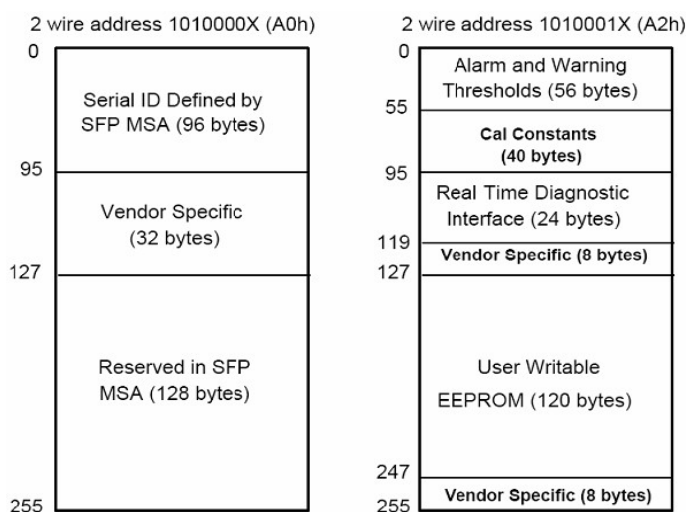 2 wire address 1010000X (A0h)
0
Serial ID Defined by
SFP MSA (96 bytes)
95
Vendor Specific
(32 bytes)
127
Reserved in SFP
MSA (128 bytes)
255
2 wire address 1010001X (A2h)
0
Alarm and Warning
Thresholds (56 bytes)
55
Cal Constants
(40 bytes)
95
Real Time Diagnostic
Interface (24 bytes)
119
Vendor Specific (8 bytes)
127
User Writable
EEPROM (120 bytes)
247
Vendor Specific (8 bytes)
255